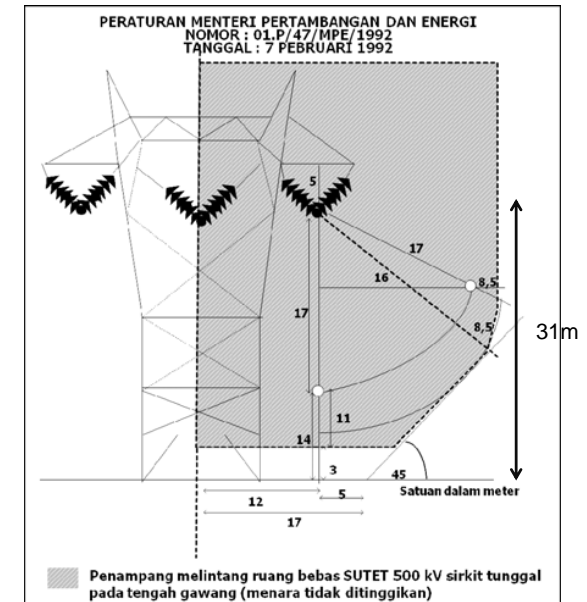 PERATURAN MENTERI PERTAMBANGAN DAN ENERGI
NOMOR : 01.P/47/MPE/1992
TANGGAL : 7 PEBRUARI 1992
5
17
16
8,5
17
8,5
31m
11
14
3
45
5
Satuan dalam meter
12
17
Penampang melintang ruang bebas SUTET 500 kV sirkit tunggal
pada tengah gawang (menara tidak ditinggikan)